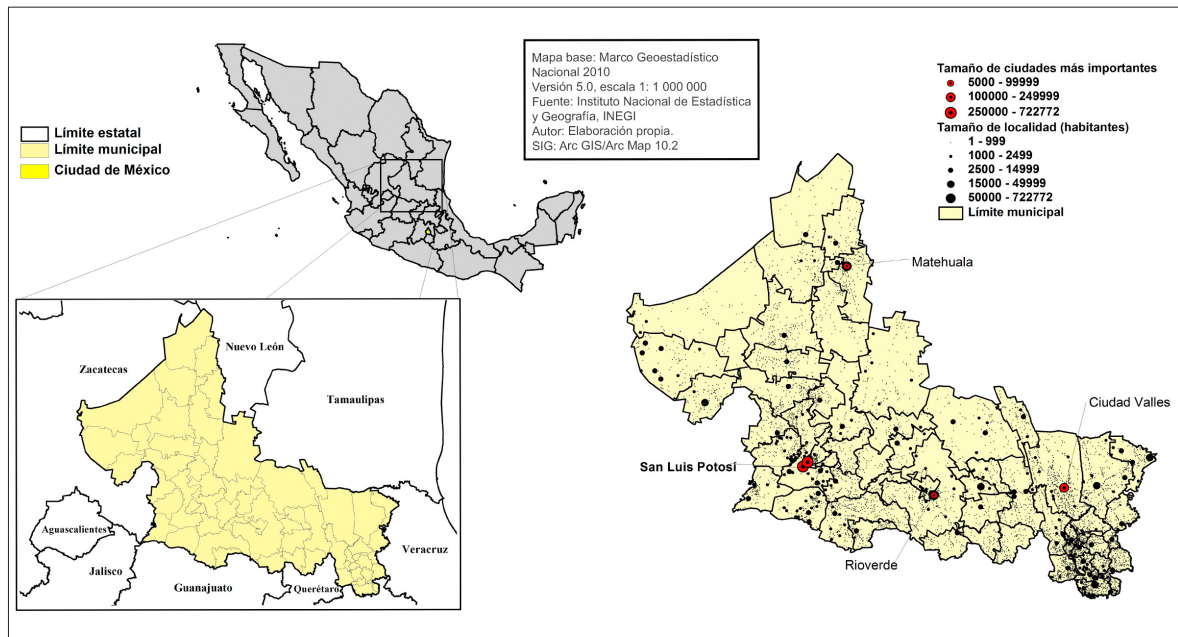 Mapa base: Marco Geoestadístico
Nacional 2010
Versión 5.0, escala 1: 1 000 000
Fuente: Instituto Nacional de Estadística
y Geografía, INEGI
Autor: Elaboración propia.
SIG: Arc GIS/Arc Map 10.2
Límite estatal
Límite municipal
Ciudad de México
Tamaño de ciudades más importantes
5000 - 99999
100000 - 249999
250000 - 722772
Tamaño de localidad (habitantes)
1 - 999
1000 - 2499
2500 - 14999
15000 - 49999
50000 - 722772
Límite municipal
Matehuala
Ciudad Valles
San Luis Potosí
Rioverde
Nuevo León
Zacatecas
Tamaulipas
Aguascalientes
Veracruz
Jalisco
Guanajuato
Querétaro